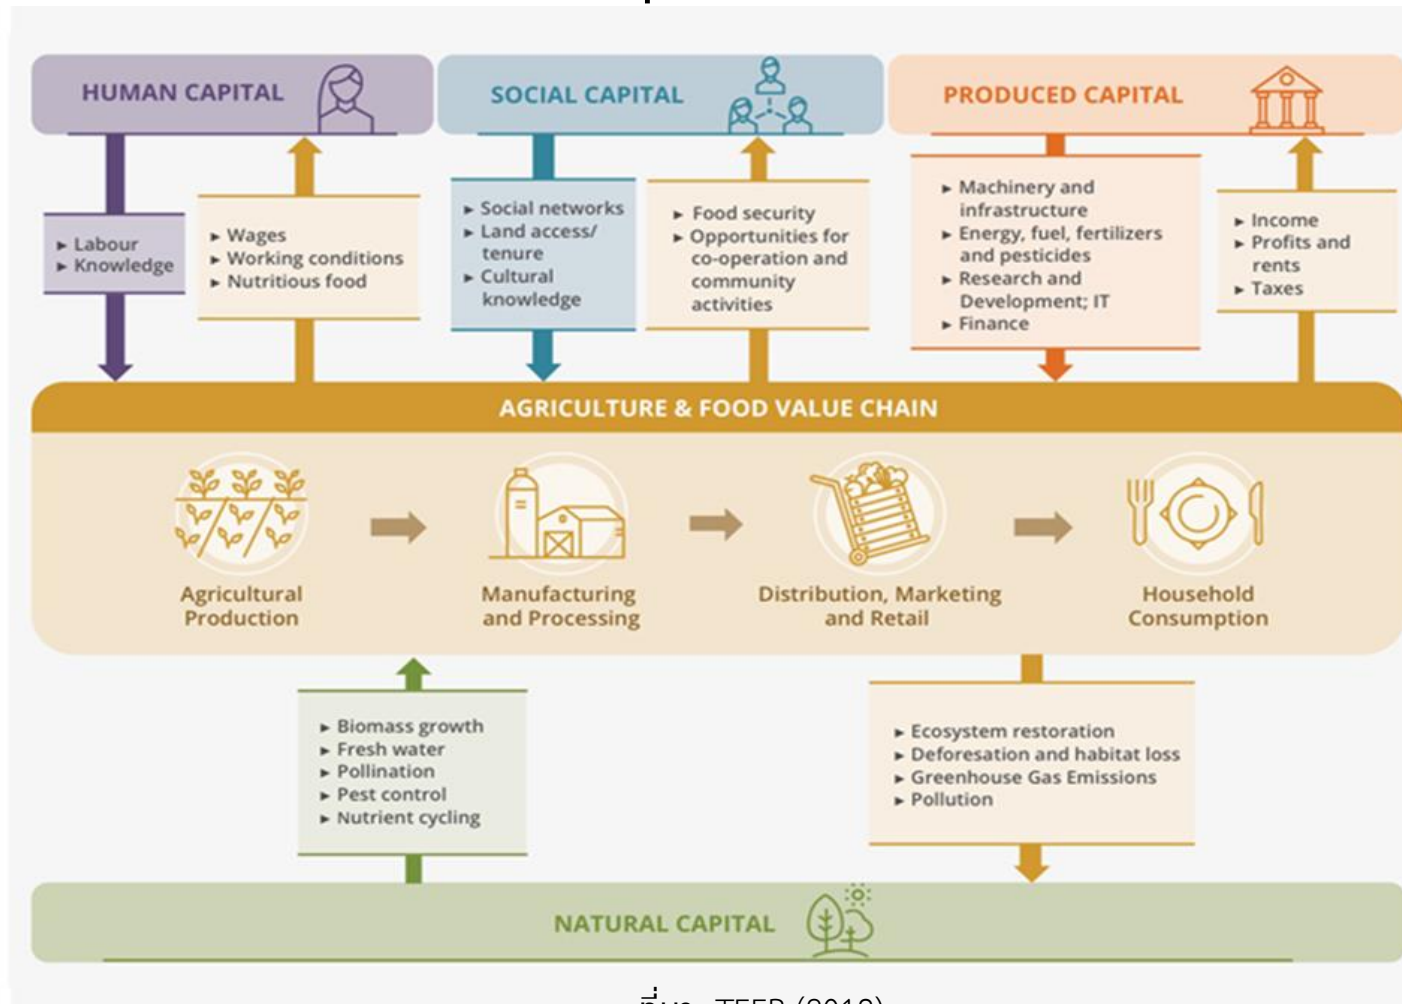 HUMAN CAPITAL
SOCIAL CAPITAL
PRODUCED CAPITAL
► Labour
► Knowledge
► Wages
► Working conditions
► Nutritious food
► Social networks
► Land access/
tenure
► Cultural
knowledge
► Food security
► Opportunities for
co-operation and
community
activities
► Machinery and
infrastructure
► Energy, fuel, fertilizers
and pesticides
► Research and
Development; IT
► Finance
► Income
► Profits and
rents
► Taxes
AGRICULTURE & FOOD VALUE CHAIN
Agricultural
Production
Manufacturing
and Processing
Distribution, Marketing
and Retail
Household
Consumption
► Biomass growth
► Fresh water
► Pollination
► Pest control
► Nutrient cycling
► Ecosystem restoration
► Deforesation and habitat loss
► Greenhouse Gas Emissions
► Pollution
NATURAL CAPITAL